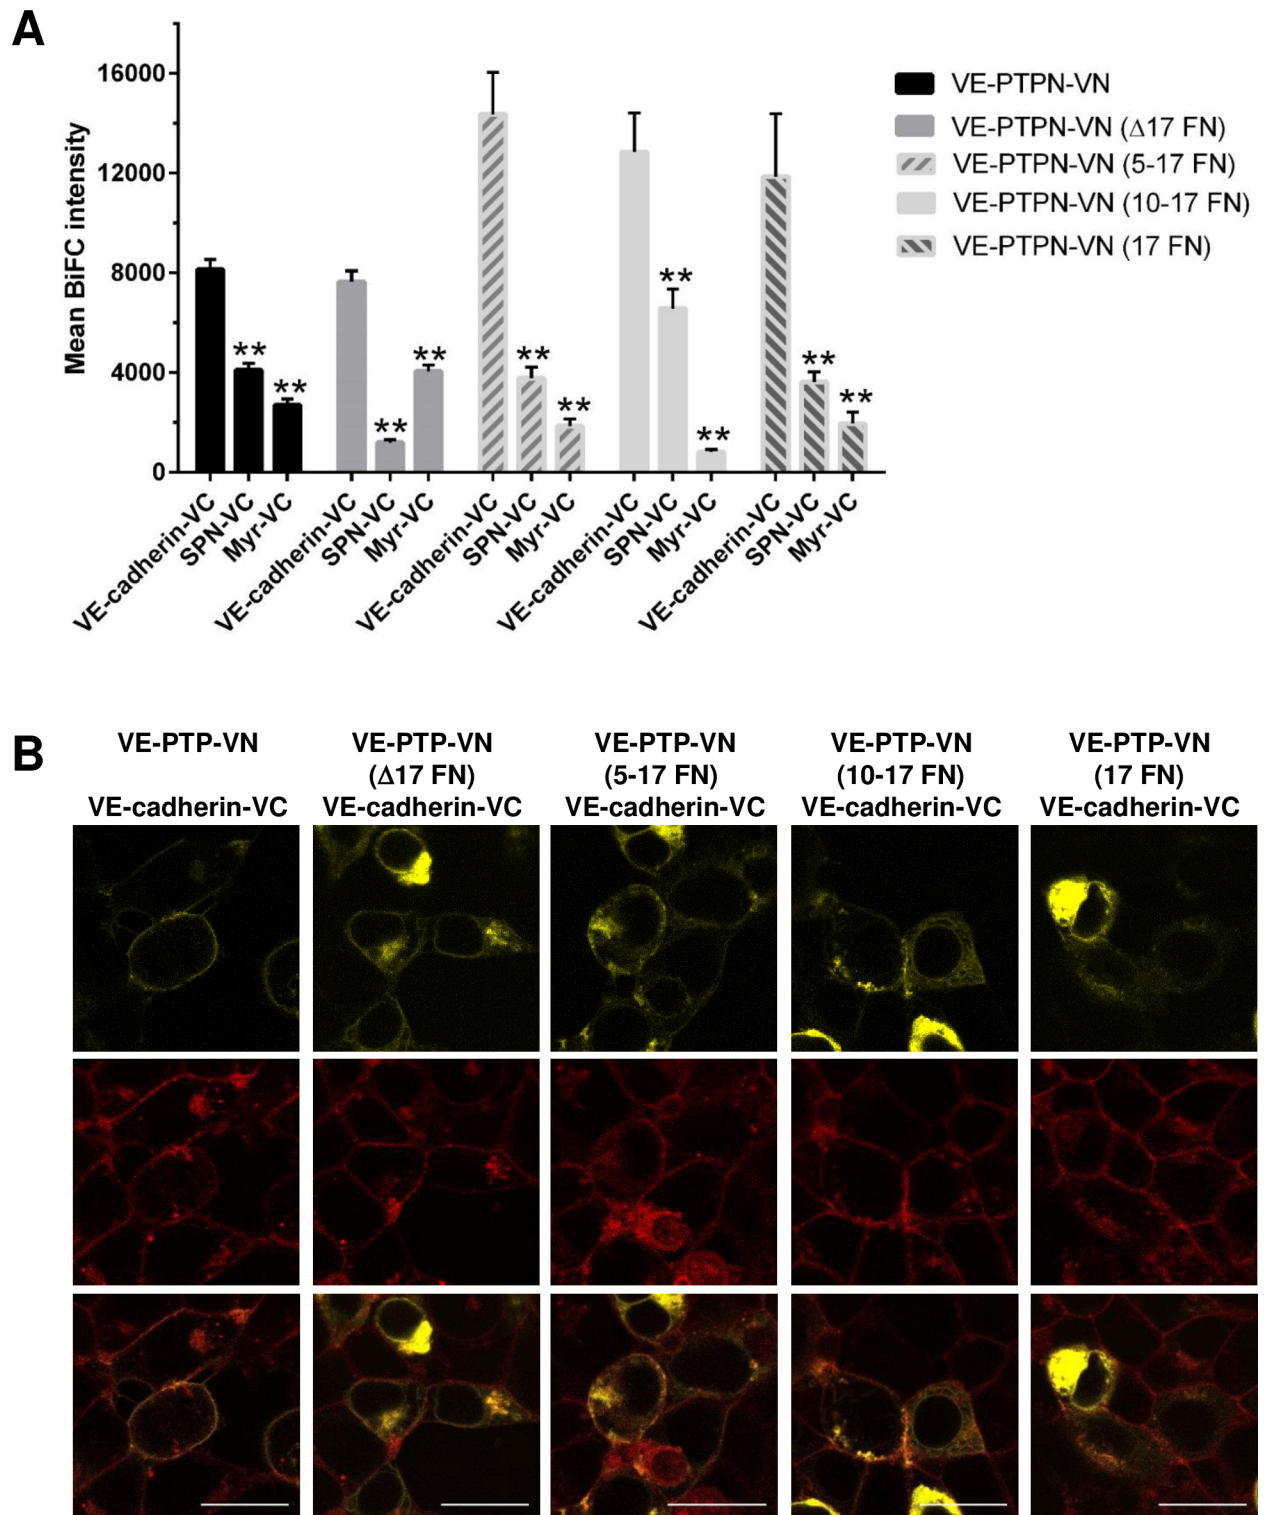 A
Mean BiFC intensity
16000
12000
8000
4000
0
** **
** **
** **
** **
** **
VE-cadherin-VC SPN-VC Myr-VC
VE-cadherin-VC SPN-VC Myr-VC
VE-cadherin-VC SPN-VC Myr-VC
VE-cadherin-VC SPN-VC Myr-VC
VE-cadherin-VC SPN-VC Myr-VC
VE-PTPN-VN
VE-PTPN-VN (Δ17 FN)
VE-PTPN-VN (5-17 FN)
VE-PTPN-VN (10-17 FN)
VE-PTPN-VN (17 FN)
B
VE-PTP-VN
VE-cadherin-VC
VE-PTP-VN
(Δ17 FN)
VE-cadherin-VC
VE-PTP-VN
(5-17 FN)
VE-cadherin-VC
VE-PTP-VN
(10-17 FN)
VE-cadherin-VC
VE-PTP-VN
(17 FN)
VE-cadherin-VC